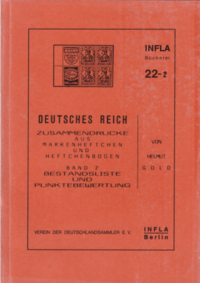 INFLA
Bücherei
22-2
DEUTSCHES REICH
ZUSAMMENDRUCKE
AUS
MARKENHEFTCHEN
UND
HEFTCHENBOGEN
BAND 2
BESTANDSLISTE
UND
PUNKTEBEWERTUNG
VON
HELMUT
GOLD
VEREIN DER DEUTSCHLANDSAMMLER E.V.
INFLA
Berlin